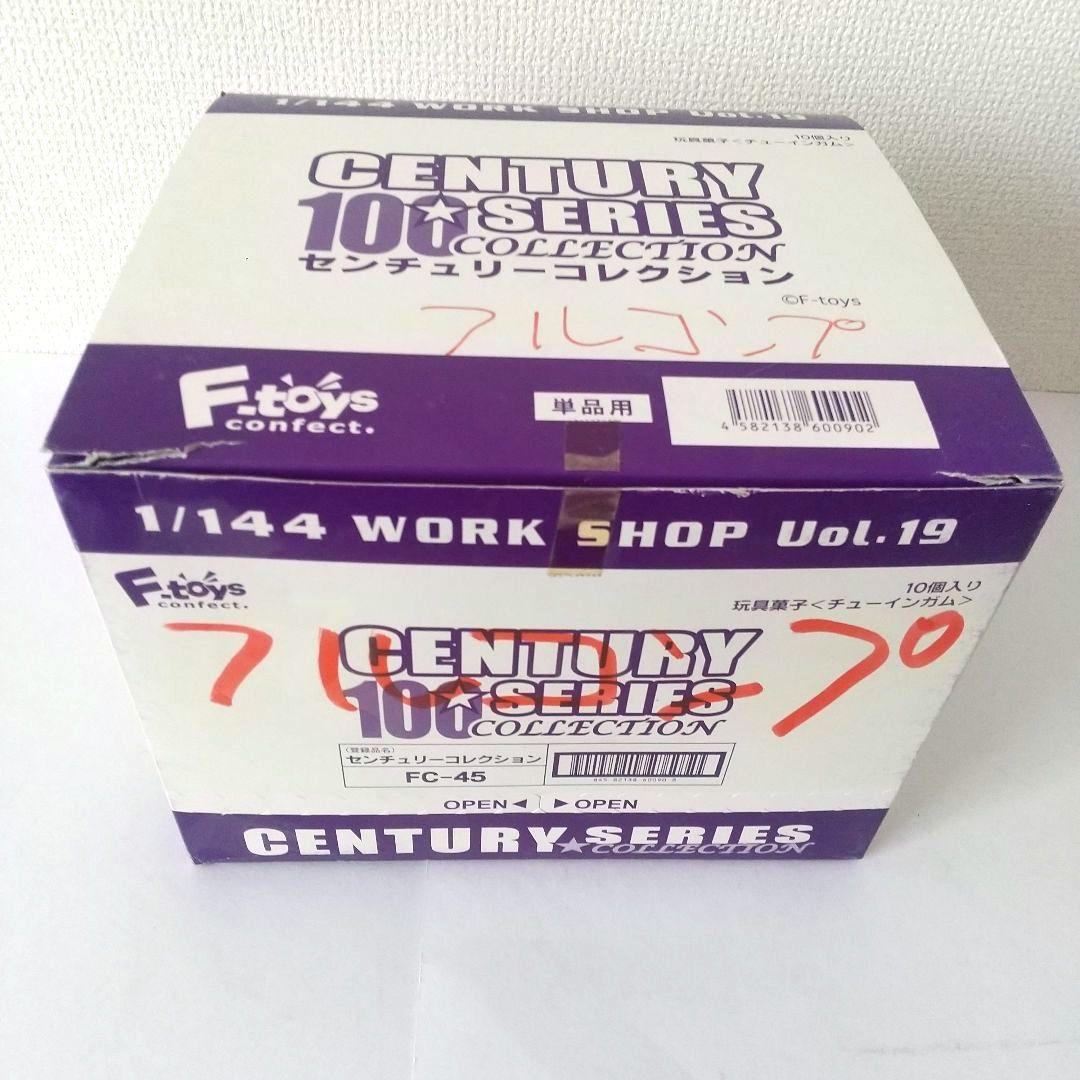 1/144 WORK SHOP Vol.19
10個入り
玩具菓子<チューインガム>
CENTURY
100★SERIES
COLLECTION
センチュリーコレクション
©F-toys
フルコンプ
F-toys
confect.
単品用
4 582138 600902
1/144 WORK SHOP Vol.19
F-toys
confect.
10個入り
玩具菓子<チューインガム>
フルコンプ
CENTURY
100★SERIES
COLLECTION
(登録品名)
センチュリーコレクション
FC-45
OPEN◀ ▶OPEN
CENTURY★SERIES
COLLECTION